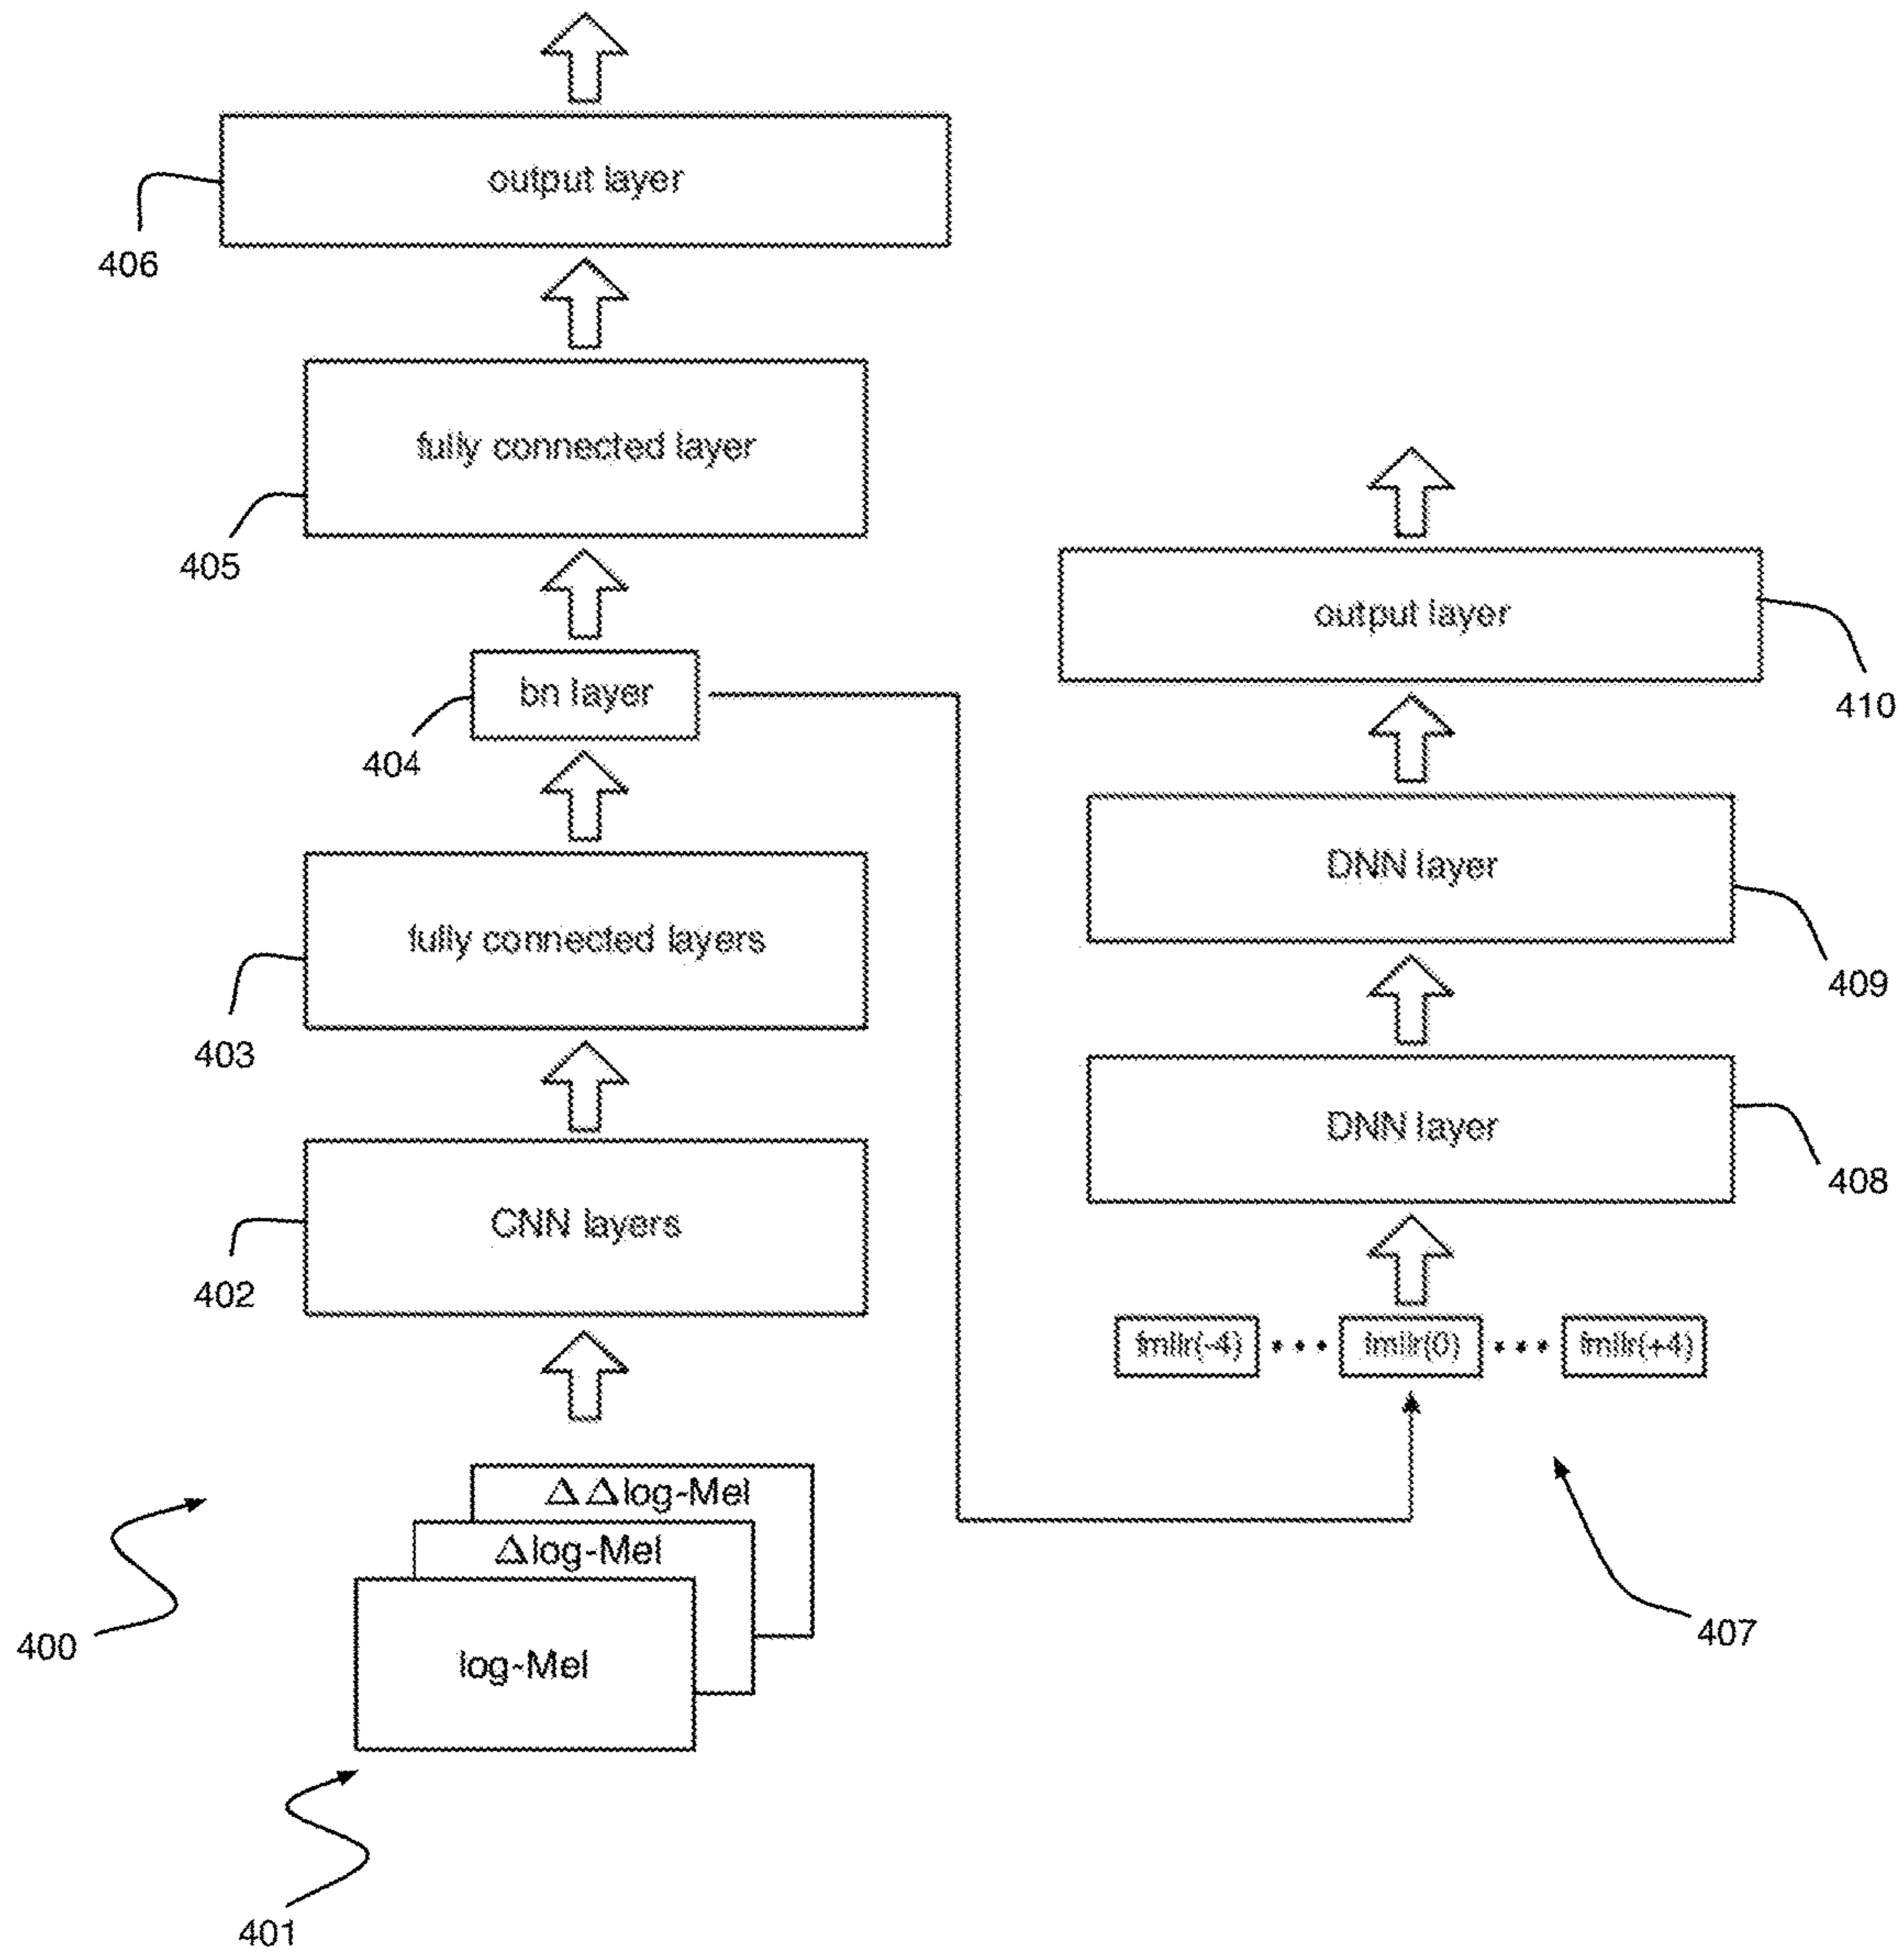 output layer
406
fully connected layer
405
bn layer
404
fully connected layers
403
CNN layers
402
ΔΔlog-Mel
Δlog-Mel
log-Mel
400
401
output layer
410
DNN layer
409
DNN layer
408
fmllr(-4) • • • fmllr(0) • • • fmllr(+4)
407